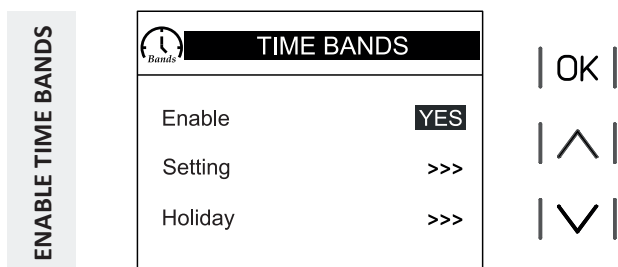 ENABLE TIME BANDS
Bands
TIME BANDS
Enable YES
Setting >>>
Holiday >>>
OK